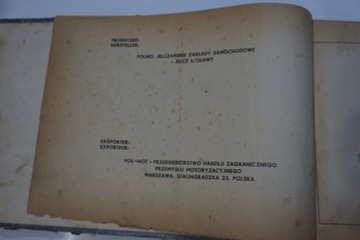 PRODUCENT:
HERSTELLER:
POLMO, JELCZAŃSKIE ZAKŁADY SAMOCHODOWE
– JELCZ k/OŁAWY
EKSPORTER:
EXPORTEUR:
POL-MOT – PRZEDSIĘBIORSTWO HANDLU ZAGRANICZNEGO
PRZEMYSŁU MOTORYZACYJNEGO
WARSZAWA, STALINGRADZKA 23, POLSKA